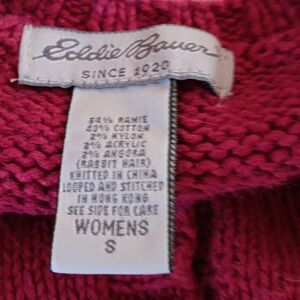 Eddie Bauer
SINCE 1920
54% RAMIE
40% COTTON
2% NYLON
2% ACRYLIC
2% ANGORA
(RABBIT HAIR)
KNITTED IN CHINA
LOOPED AND STITCHED
IN HONG KONG
SEE SIDE FOR CARE
WOMENS
S